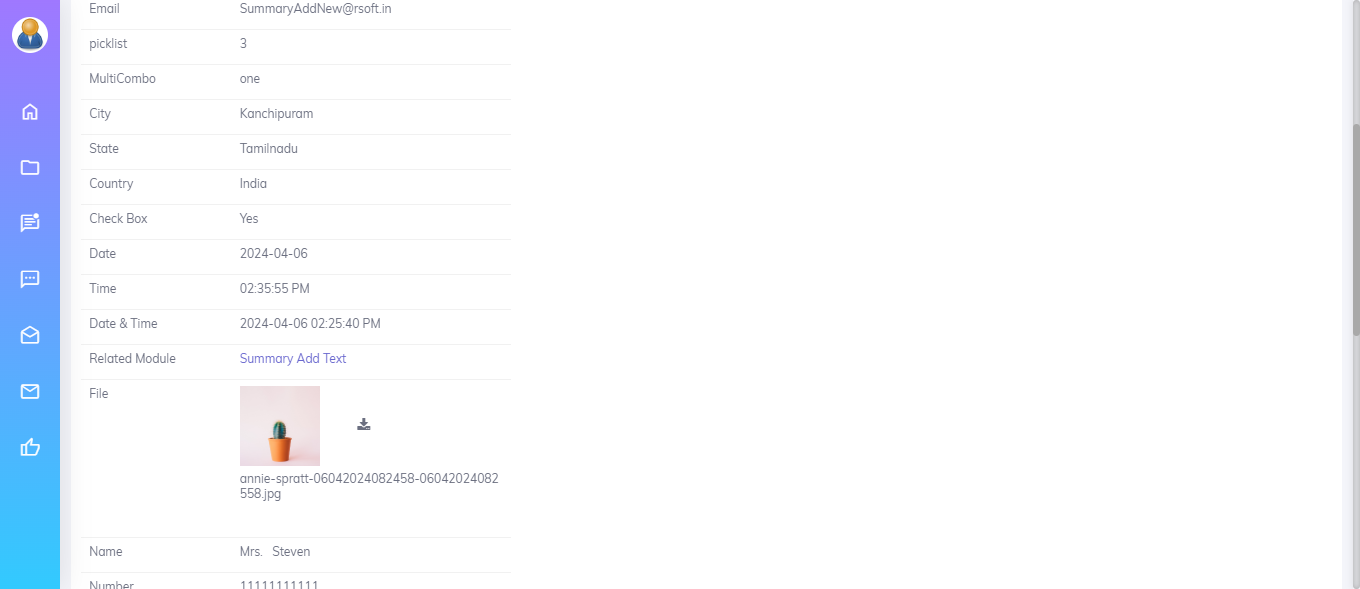 Email SummaryAddNew@rsoft.in
picklist 3
MultiCombo one
City Kanchipuram
State Tamilnadu
Country India
Check Box Yes
Date 2024-04-06
Time 02:35:55 PM
Date & Time 2024-04-06 02:25:40 PM
Related Module Summary Add Text
File
annie-spratt-06042024082458-06042024082
558.jpg
Name Mrs. Steven
Number 11111111111